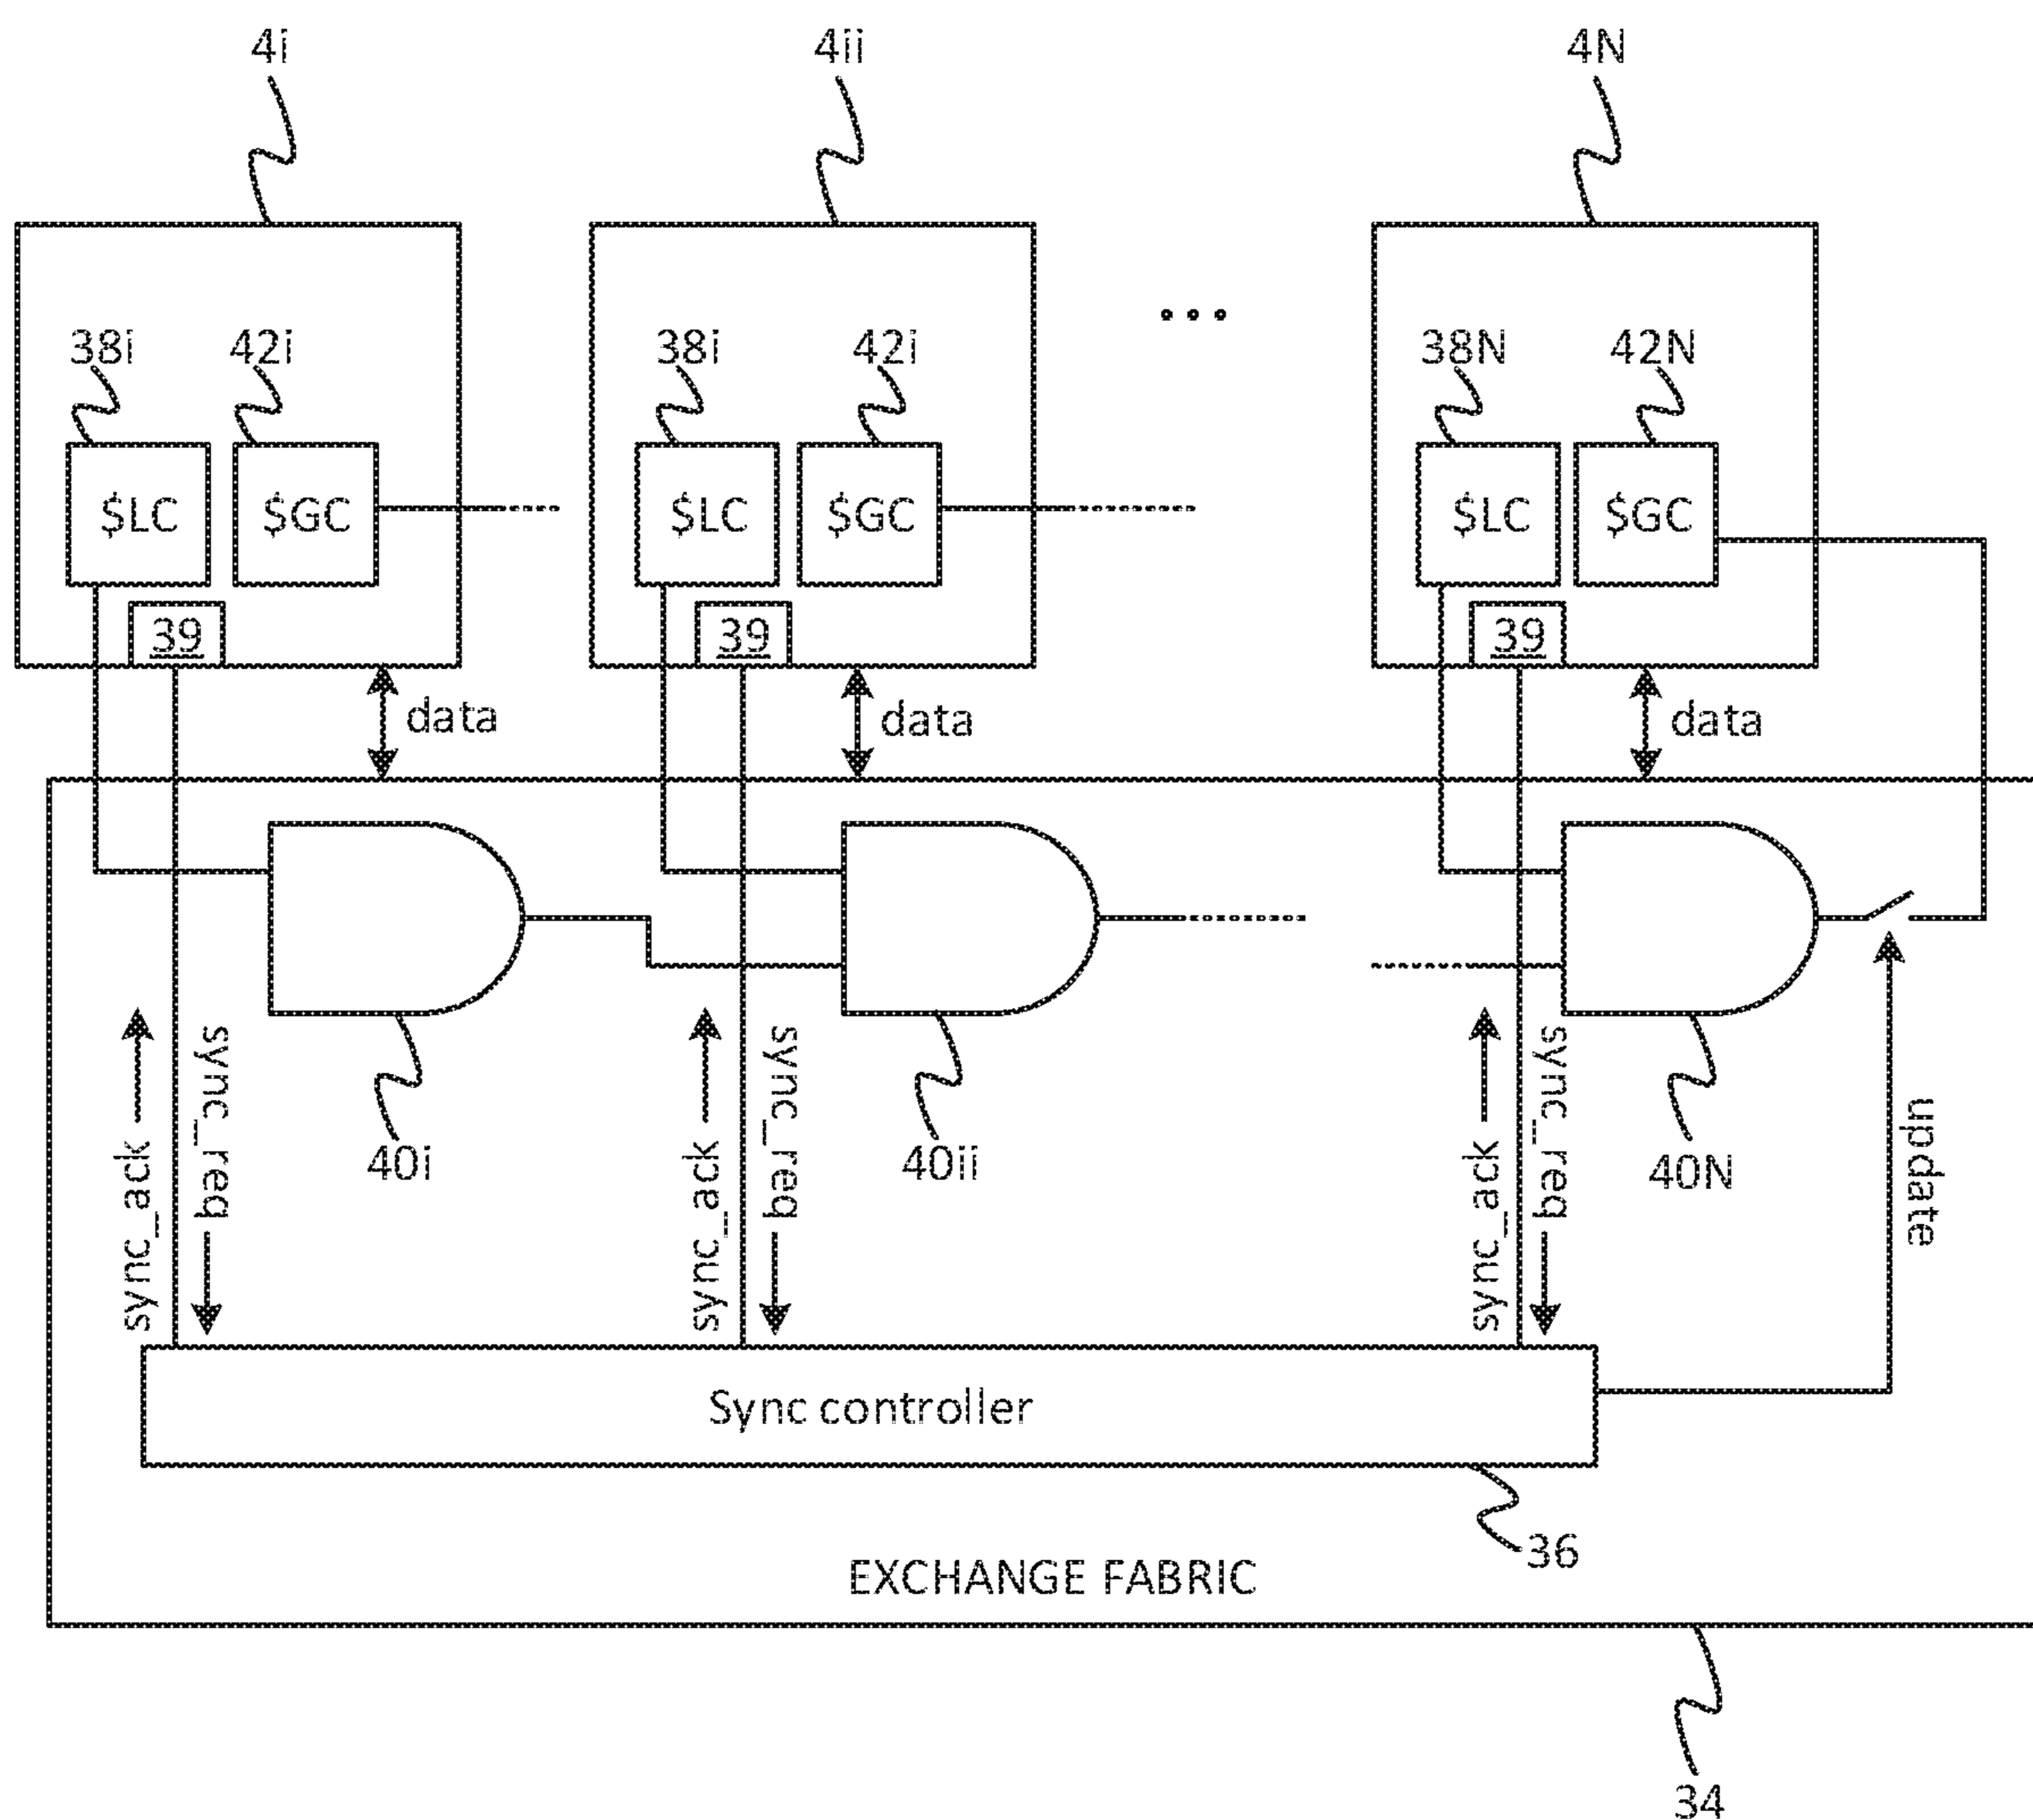 4i 4ii 4N
38i 42i 38i 42i 38N 42N
$LC $GC $LC $GC $LC $GC
39 39 39
data data data
sync_ack sync_req sync_ack sync_req sync_ack sync_req
40i 40ii 40N
update
Sync controller
36
EXCHANGE FABRIC
34